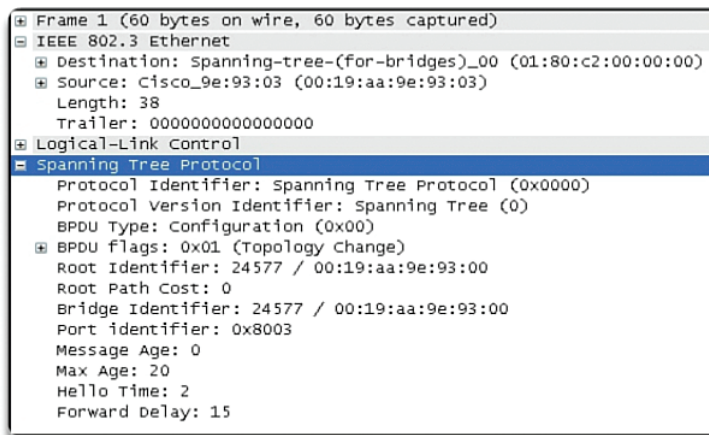 Frame 1 (60 bytes on wire, 60 bytes captured)
IEEE 802.3 Ethernet
Destination: Spanning-tree-(for-bridges)_00 (01:80:c2:00:00:00)
Source: Cisco_9e:93:03 (00:19:aa:9e:93:03)
Length: 38
Trailer: 0000000000000000
Logical-Link Control
Spanning Tree Protocol
Protocol Identifier: Spanning Tree Protocol (0x0000)
Protocol Version Identifier: Spanning Tree (0)
BPDU Type: Configuration (0x00)
BPDU flags: 0x01 (Topology Change)
Root Identifier: 24577 / 00:19:aa:9e:93:00
Root Path Cost: 0
Bridge Identifier: 24577 / 00:19:aa:9e:93:00
Port identifier: 0x8003
Message Age: 0
Max Age: 20
Hello Time: 2
Forward Delay: 15